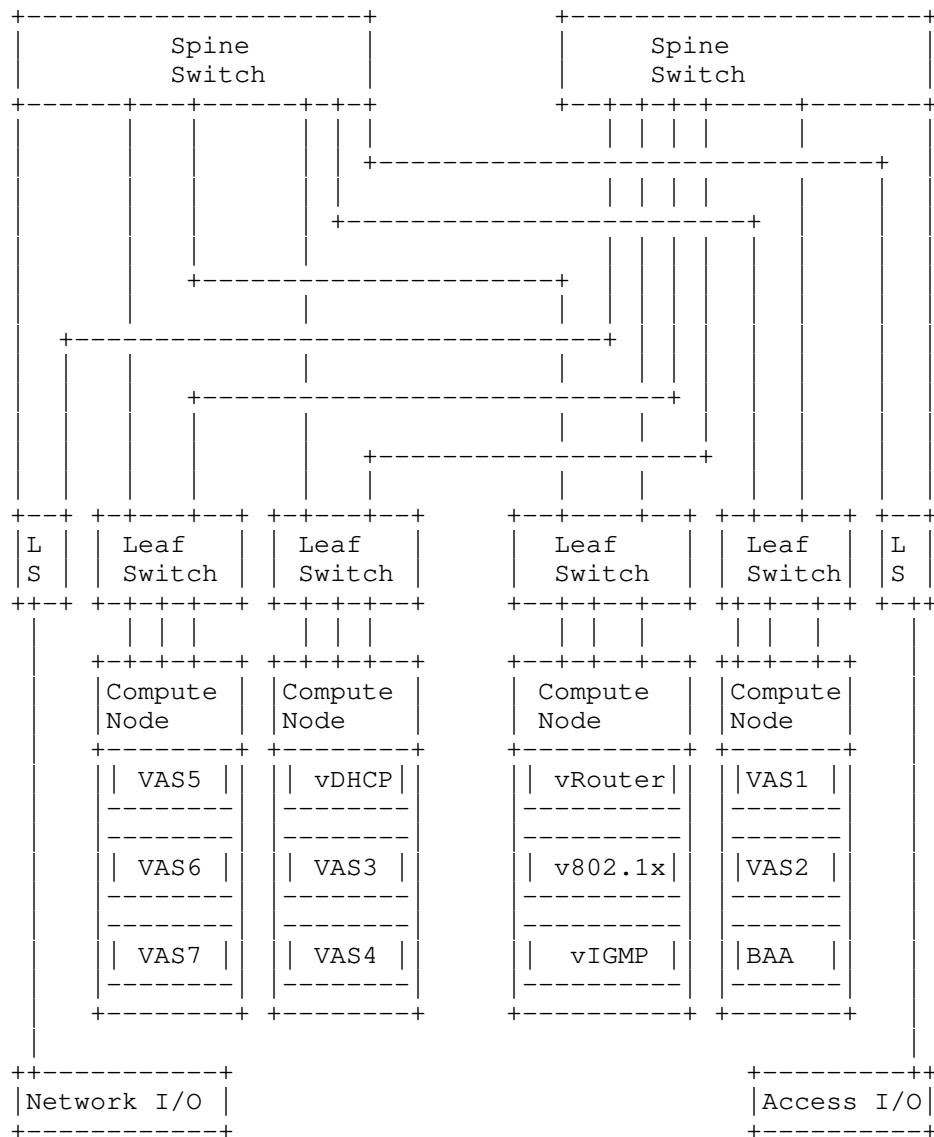 Spine Spine
Switch Switch
L Leaf Leaf Leaf Leaf L
S Switch Switch Switch Switch S
Compute Compute Compute Compute
Node Node Node Node
VAS5 vDHCP vRouter VAS1
VAS6 VAS3 v802.1x VAS2
VAS7 VAS4 vIGMP BAA
Network I/O Access I/O